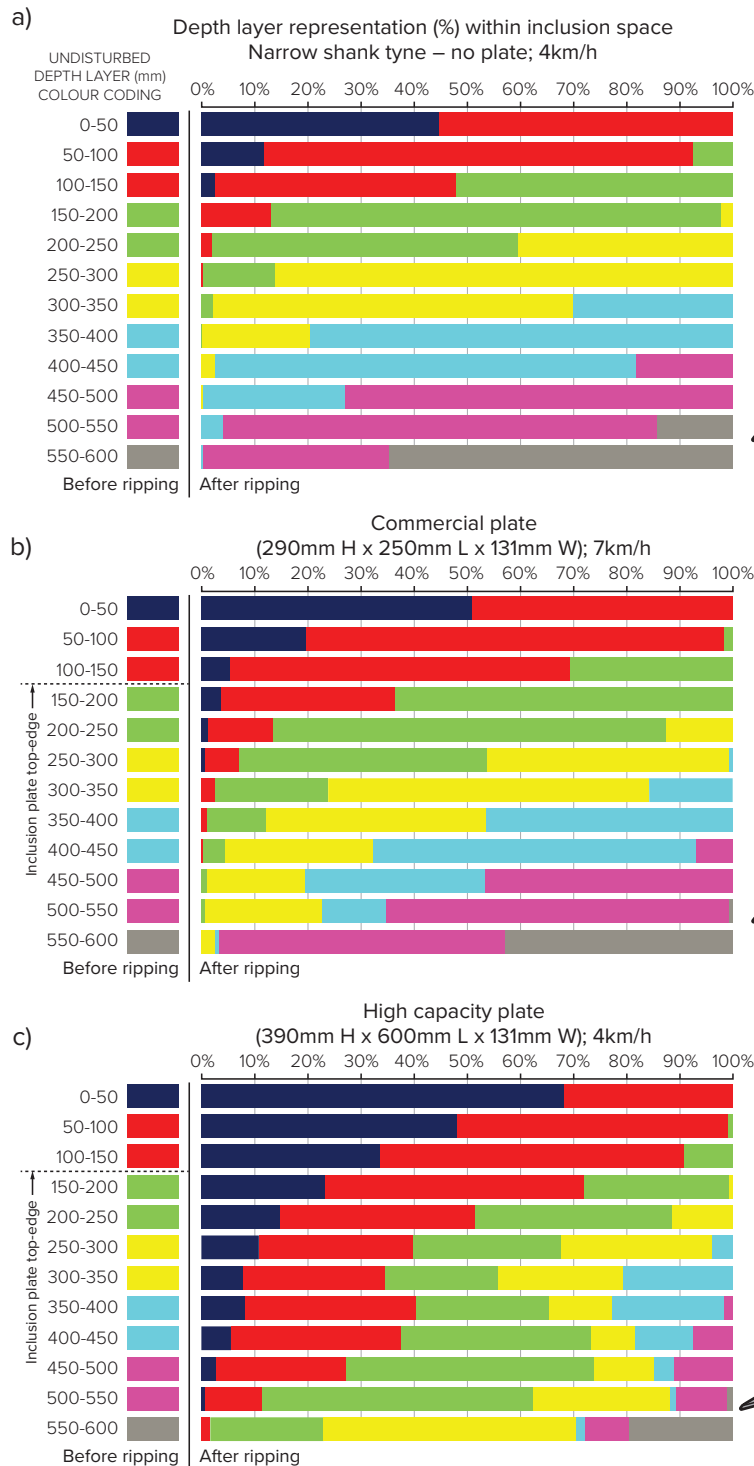 a)
Depth layer representation (%) within inclusion space
Narrow shank tyne – no plate; 4km/h
UNDISTURBED
DEPTH LAYER (mm)
COLOUR CODING
0% 10% 20% 30% 40% 50% 60% 70% 80% 90% 100%
0-50
50-100
100-150
150-200
200-250
250-300
300-350
350-400
400-450
450-500
500-550
550-600
Before ripping After ripping
b)
Commercial plate
(290mm H x 250mm L x 131mm W); 7km/h
0% 10% 20% 30% 40% 50% 60% 70% 80% 90% 100%
0-50
50-100
100-150
150-200
200-250
250-300
300-350
350-400
400-450
450-500
500-550
550-600
Inclusion plate top-edge
Before ripping After ripping
c)
High capacity plate
(390mm H x 600mm L x 131mm W); 4km/h
0% 10% 20% 30% 40% 50% 60% 70% 80% 90% 100%
0-50
50-100
100-150
150-200
200-250
250-300
300-350
350-400
400-450
450-500
500-550
550-600
Inclusion plate top-edge
Before ripping After ripping